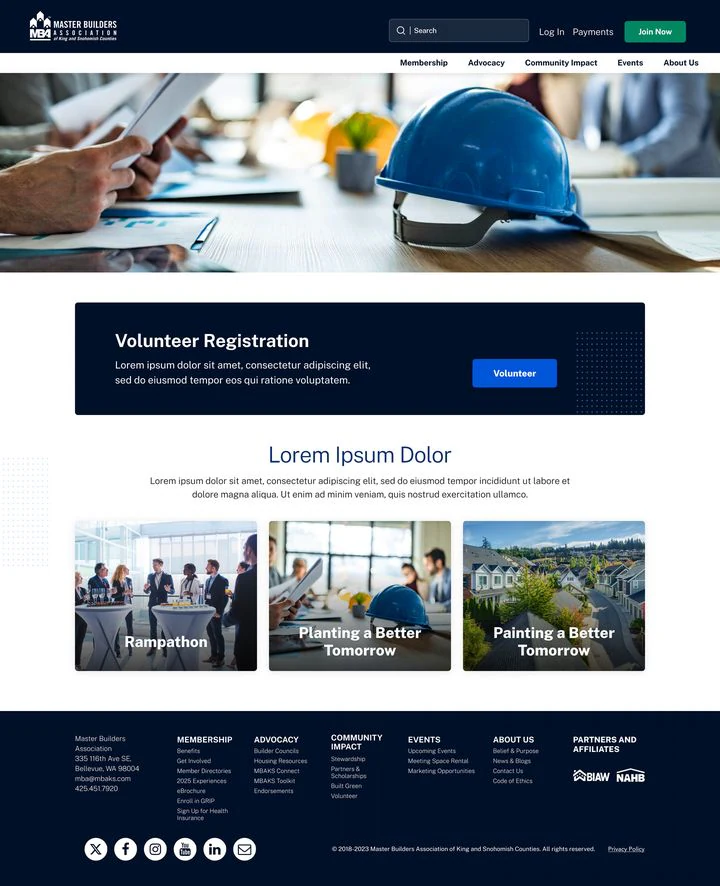 MASTER BUILDERS
ASSOCIATION
of King and Snohomish Counties
MBA
Search
Log In
Payments
Join Now
Membership
Advocacy
Community Impact
Events
About Us
Volunteer Registration
Lorem ipsum dolor sit amet, consectetur adipiscing elit,
sed do eiusmod tempor eos qui ratione voluptatem.
Volunteer
Lorem Ipsum Dolor
Lorem ipsum dolor sit amet, consectetur adipiscing elit, sed do eiusmod tempor incididunt ut labore et
dolore magna aliqua. Ut enim ad minim veniam, quis nostrud exercitation ullamco.
Rampathon
Planting a Better
Tomorrow
Painting a Better
Tomorrow
Master Builders
Association
335 116th Ave SE,
Bellevue, WA 98004
mba@mbaks.com
425.451.7920
MEMBERSHIP
Benefits
Get Involved
Member Directories
2025 Experiences
eBrochure
Enroll in GRIP
Sign Up for Health
Insurance
ADVOCACY
Builder Councils
Housing Resources
MBAKS Connect
MBAKS Toolkit
Endorsements
COMMUNITY
IMPACT
Stewardship
Partners &
Scholarships
Built Green
Volunteer
EVENTS
Upcoming Events
Meeting Space Rental
Marketing Opportunities
ABOUT US
Belief & Purpose
News & Blogs
Contact Us
Code of Ethics
PARTNERS AND
AFFILIATES
BIAW
NAHB
X
f
You
Tube
in
© 2018-2023 Master Builders Association of King and Snohomish Counties. All rights reserved.
Privacy Policy